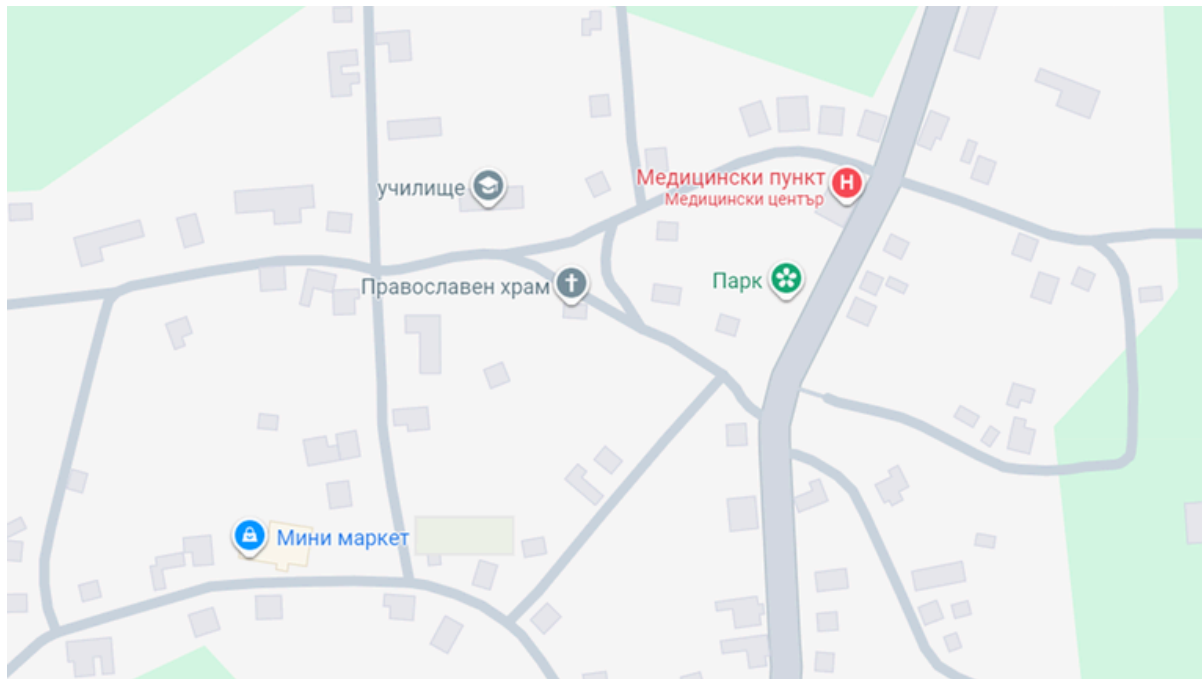 Медицински пункт
Медицински център
училище
Парк
Православен храм
Мини маркет